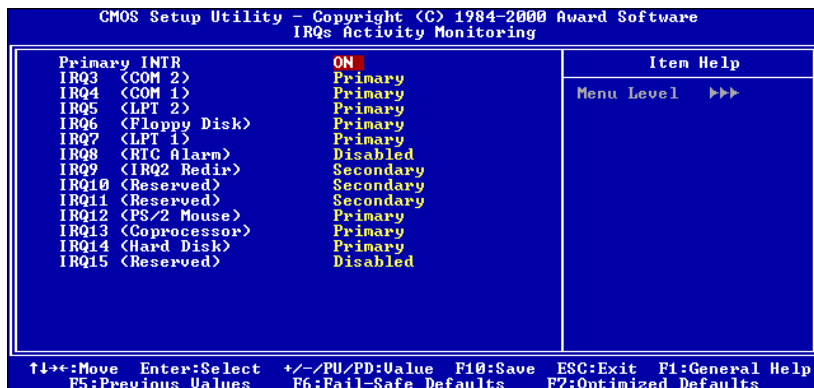 CMOS Setup Utility - Copyright (C) 1984-2000 Award Software
IRQs Activity Monitoring
Primary INTR ON
Item Help
IRQ3 (COM 2) Primary
IRQ4 (COM 1) Primary
Menu Level ►►►
IRQ5 (LPT 2) Primary
IRQ6 (Floppy Disk) Primary
IRQ7 (LPT 1) Primary
IRQ8 (RTC Alarm) Disabled
IRQ9 (IRQ2 Redir) Secondary
IRQ10 (Reserved) Secondary
IRQ11 (Reserved) Secondary
IRQ12 (PS/2 Mouse) Primary
IRQ13 (Coprocessor) Primary
IRQ14 (Hard Disk) Primary
IRQ15 (Reserved) Disabled
↑↓→←:Move Enter:Select +/-/PU/PD:Value F10:Save ESC:Exit F1:General Help
F5:Previous Values F6:Fail-Safe Defaults F7:Optimized Defaults